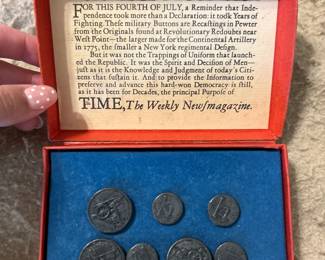 FOR THIS FOURTH OF JULY, a Reminder that Inde-
pendence took more than a Declaration: it took Years of
Fighting. These military Buttons are Recastings in Pewter
from the Originals found at Revolutionary Redoubts near
West Point—the larger made for the Continental Artillery
in 1775, the smaller a New York regimental Design.
But it was not the Trappings of Uniform that launched
the Republic. It was the Spirit and Decision of Men—
just as it is the Knowledge and Judgment of today's Citi-
zens that sustain it. And to provide the Information to
preserve and advance this hard-won Democracy is still,
as it has been for Decades, the principal Purpose of
TIME, The Weekly Newsmagazine.